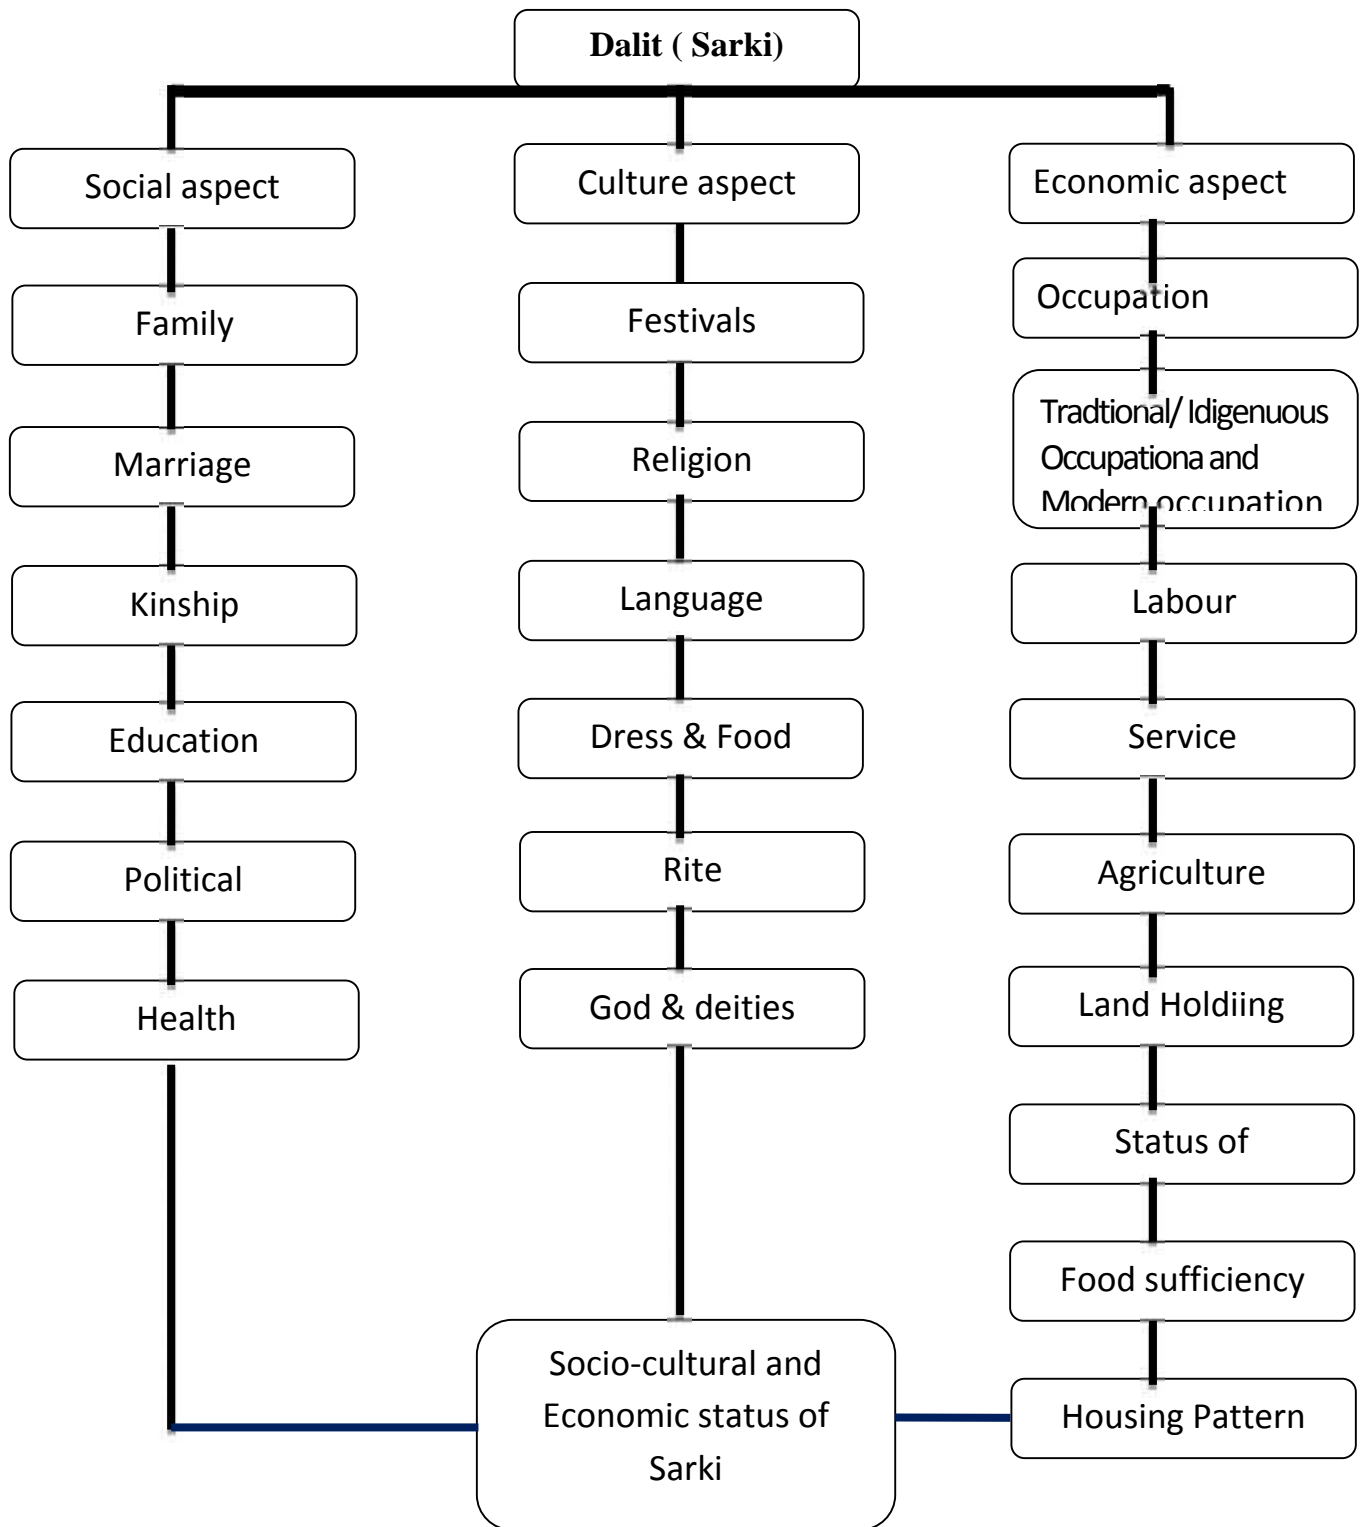 Dalit ( Sarki)
Social aspect
Culture aspect
Economic aspect
Family
Festivals
Occupation
Marriage
Religion
Tradtional/ Idigenuous
Occupationa and
Modern occupation
Kinship
Language
Labour
Education
Dress & Food
Service
Political
Rite
Agriculture
Health
God & deities
Land Holdiing
Status of
Food sufficiency
Socio-cultural and
Economic status of
Sarki
Housing Pattern